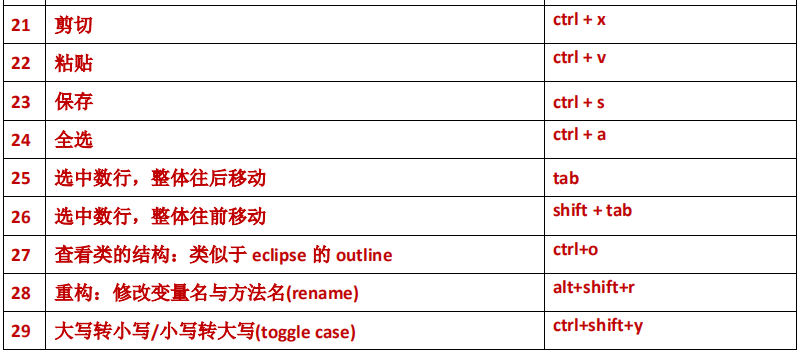 21 剪切 ctrl + x
22 粘贴 ctrl + v
23 保存 ctrl + s
24 全选 ctrl + a
25 选中数行，整体往后移动 tab
26 选中数行，整体往前移动 shift + tab
27 查看类的结构：类似于 eclipse 的 outline ctrl+o
28 重构：修改变量名与方法名(rename) alt+shift+r
29 大写转小写/小写转大写(toggle case) ctrl+shift+y